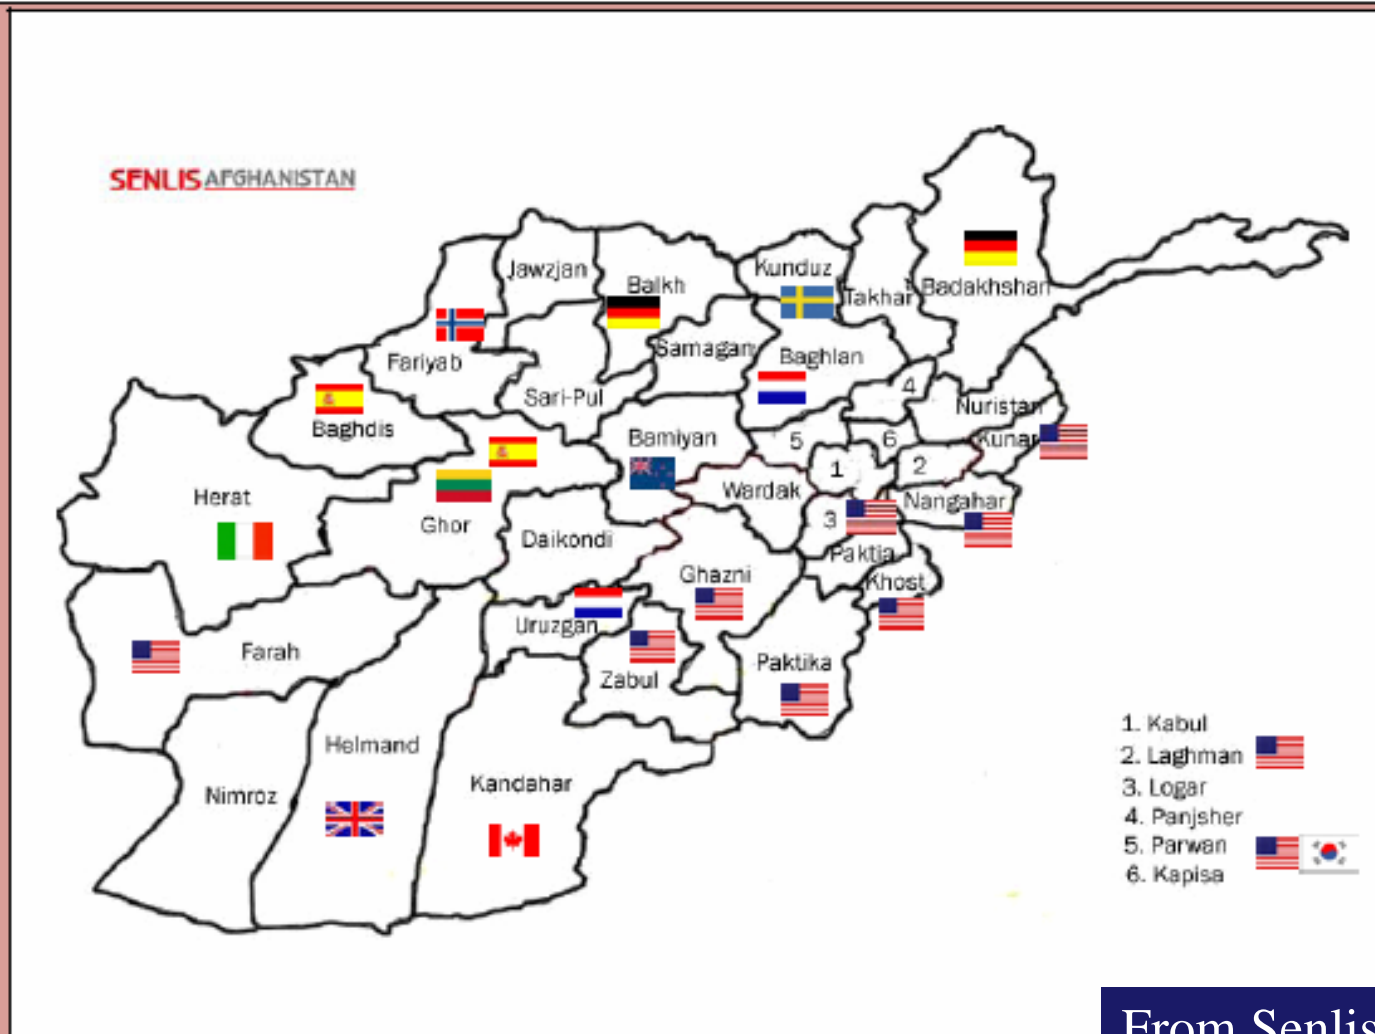 SENLIS AFGHANISTAN
Jawzjan
Balkh
Kunduz
Takhar
Badakhshan
Fariyab
Samagan
Baghlan
Sari-Pul
4
Nuristan
Baghdis
Bamiyan
5
6
Kunar
1
2
Herat
Wardak
Nangahar
Ghor
Daikondi
3
Paktia
Ghazni
Khost
Uruzgan
Farah
Zabul
Paktika
Helmand
Nimroz
Kandahar
1. Kabul
2. Laghman
3. Logar
4. Panjsher
5. Parwan
6. Kapisa
From Senlis